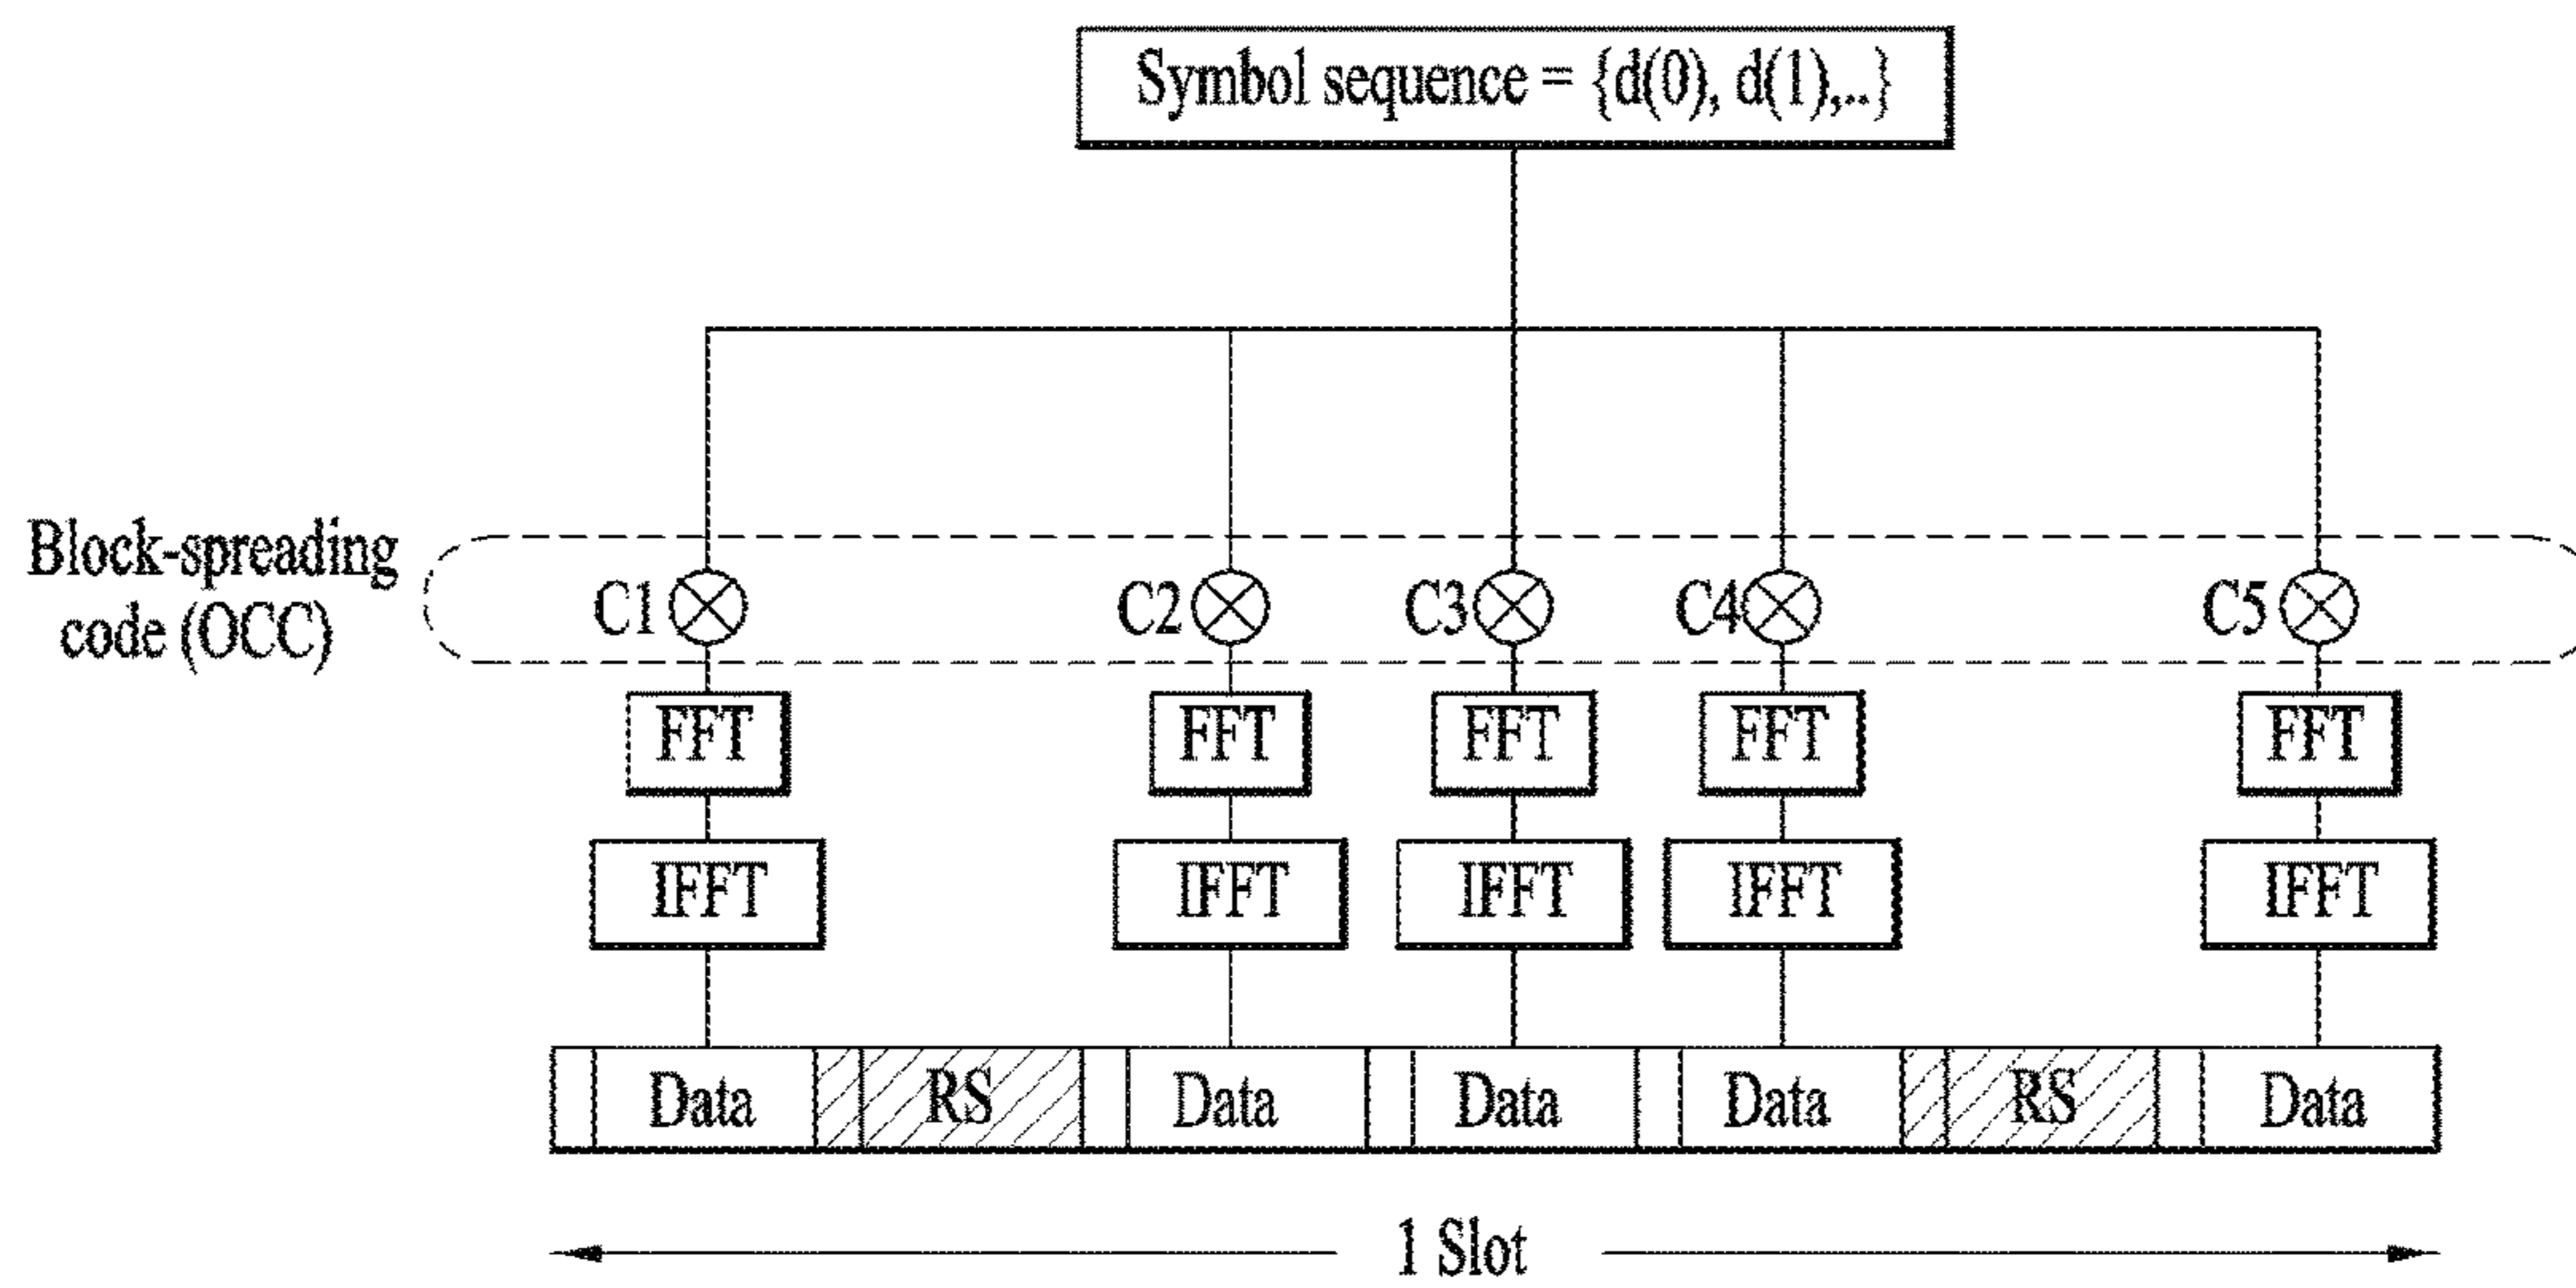 Symbol sequence = {d(0), d(1),..}
Block-spreading
code (OCC)
C1 C2 C3 C4 C5
FFT FFT FFT FFT FFT
IFFT IFFT IFFT IFFT IFFT
Data RS Data Data Data RS Data
1 Slot